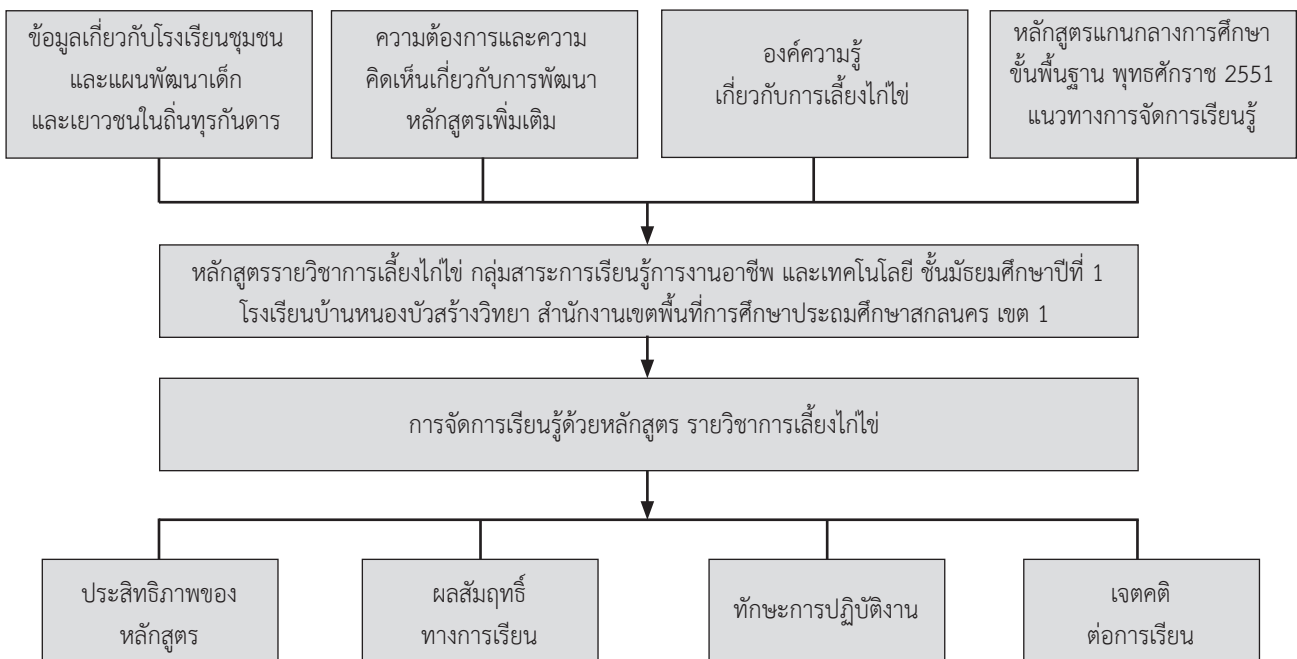 ข้อมูลเกี่ยวกับโรงเรียนชุมชน
และแผนพัฒนาเด็ก
และเยาวชนในถิ่นทุรกันดาร
ความต้องการและความ
คิดเห็นเกี่ยวกับการพัฒนา
หลักสูตรเพิ่มเติม
องค์ความรู้
เกี่ยวกับการเลี้ยงไก่ไข่
หลักสูตรแกนกลางการศึกษา
ขั้นพื้นฐาน พุทธศักราช 2551
แนวทางการจัดการเรียนรู้
หลักสูตรรายวิชาการเลี้ยงไก่ไข่ กลุ่มสาระการเรียนรู้การงานอาชีพ และเทคโนโลยี ชั้นมัธยมศึกษาปีที่ 1
โรงเรียนบ้านหนองบัวสร้างวิทยา สำนักงานเขตพื้นที่การศึกษาประถมศึกษาสกลนคร เขต 1
การจัดการเรียนรู้ด้วยหลักสูตร รายวิชาการเลี้ยงไก่ไข่
ประสิทธิภาพของ
หลักสูตร
ผลสัมฤทธิ์
ทางการเรียน
ทักษะการปฏิบัติงาน
เจตคติ
ต่อการเรียน